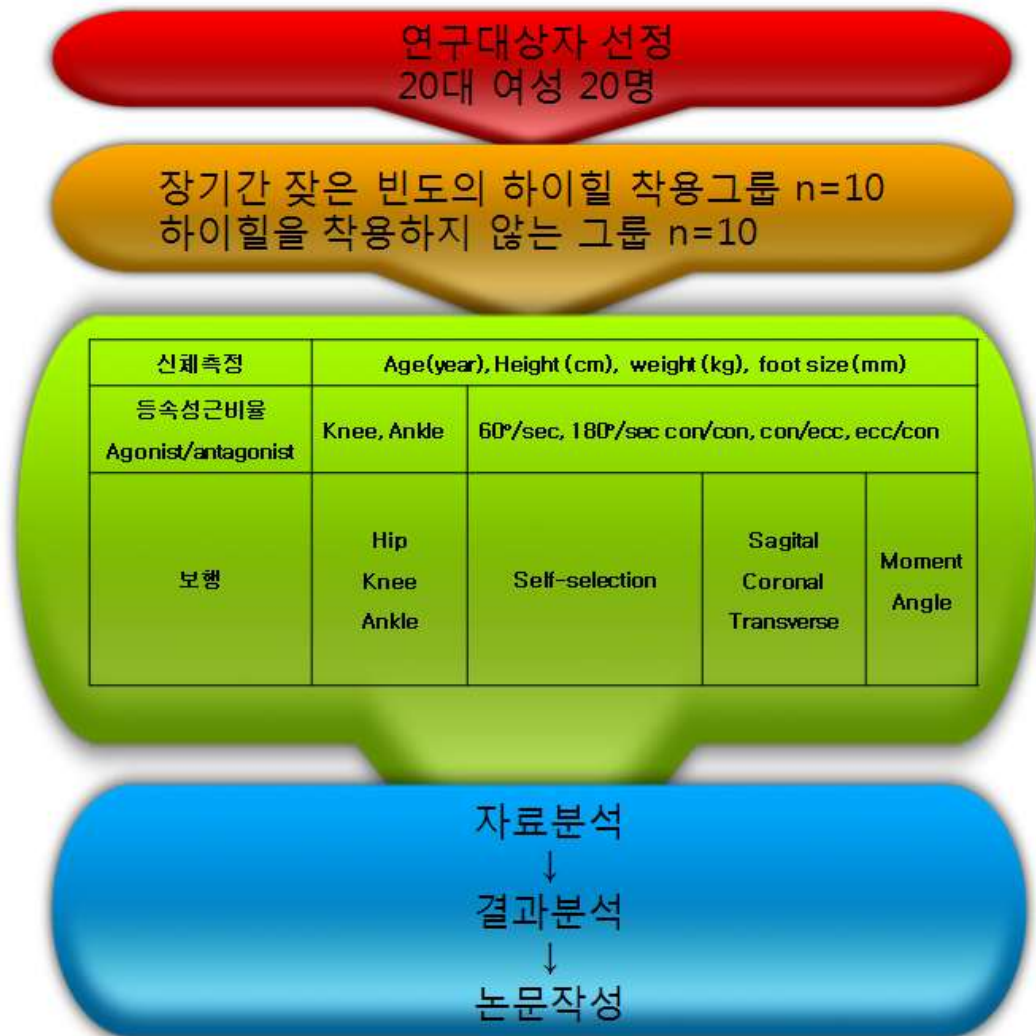 연구대상자 선정
20대 여성 20명
장기간 잦은 빈도의 하이힐 착용그룹 n=10
하이힐을 착용하지 않는 그룹 n=10
신체측정 Age(year), Height(cm), weight(kg), foot size(mm)
등속성근비율
Agonist/antagonist
Knee, Ankle
60°/sec, 180°/sec con/con, con/ecc, ecc/con
보행
Hip
Knee
Ankle
Self-selection
Sagital
Coronal
Transverse
Moment
Angle
자료분석
↓
결과분석
↓
논문작성